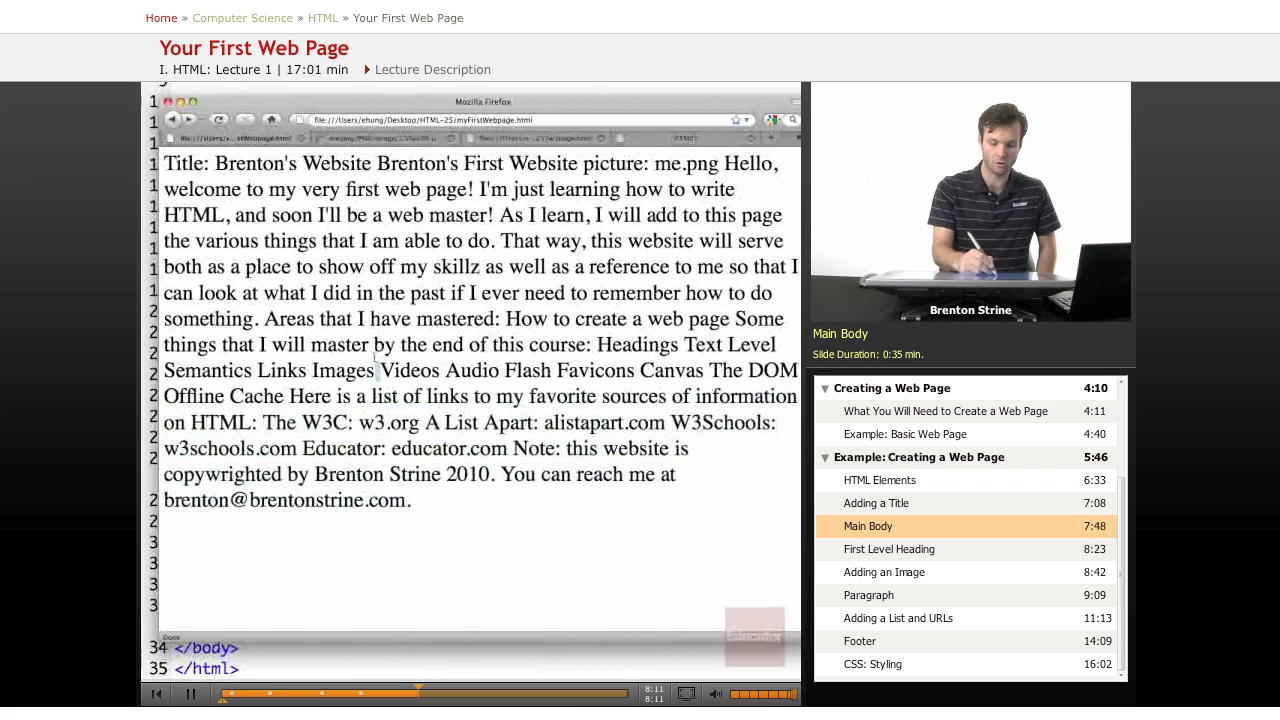 Home » Computer Science » HTML » Your First Web Page
Your First Web Page
I. HTML: Lecture 1 | 17:01 min Lecture Description
Mozilla Firefox
file:///Users/ehung/Desktop/HTML-25/myFirstWebpage.html
Title: Brenton's Website Brenton's First Website picture: me.png Hello,
welcome to my very first web page! I'm just learning how to write
HTML, and soon I'll be a web master! As I learn, I will add to this page
the various things that I am able to do. That way, this website will serve
both as a place to show off my skillz as well as a reference to me so that I
can look at what I did in the past if I ever need to remember how to do
something. Areas that I have mastered: How to create a web page Some
things that I will master by the end of this course: Headings Text Level
Semantics Links Images Videos Audio Flash Favicons Canvas The DOM
Offline Cache Here is a list of links to my favorite sources of information
on HTML: The W3C: w3.org A List Apart: alistapart.com W3Schools:
w3schools.com Educator: educator.com Note: this website is
copywrighted by Brenton Strine 2010. You can reach me at
brenton@brentonstrine.com.
Done
Educator
34 </body>
35 </html>
8:11
8:11
Brenton Strine
Main Body
Slide Duration: 0:35 min.
Creating a Web Page 4:10
What You Will Need to Create a Web Page 4:11
Example: Basic Web Page 4:40
Example: Creating a Web Page 5:46
HTML Elements 6:33
Adding a Title 7:08
Main Body 7:48
First Level Heading 8:23
Adding an Image 8:42
Paragraph 9:09
Adding a List and URLs 11:13
Footer 14:09
CSS: Styling 16:02